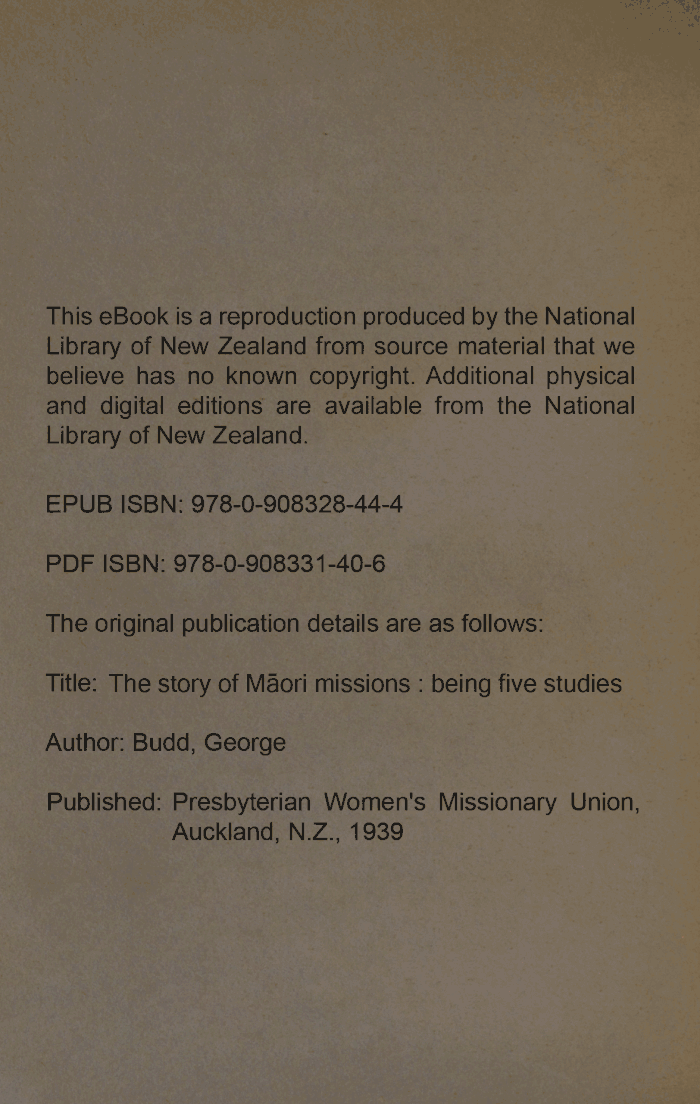 This eBook is a reproduction produced by the National
Library of New Zealand from source material that we
believe has no known copyright. Additional physical
and digital editions are available from the National
Library of New Zealand.
EPUB ISBN: 978-0-908328-44-4
PDF ISBN: 978-0-908331-40-6
The original publication details are as follows:
Title: The story of Māori missions : being five studies
Author: Budd, George
Published: Presbyterian Women's Missionary Union,
Auckland, N.Z., 1939